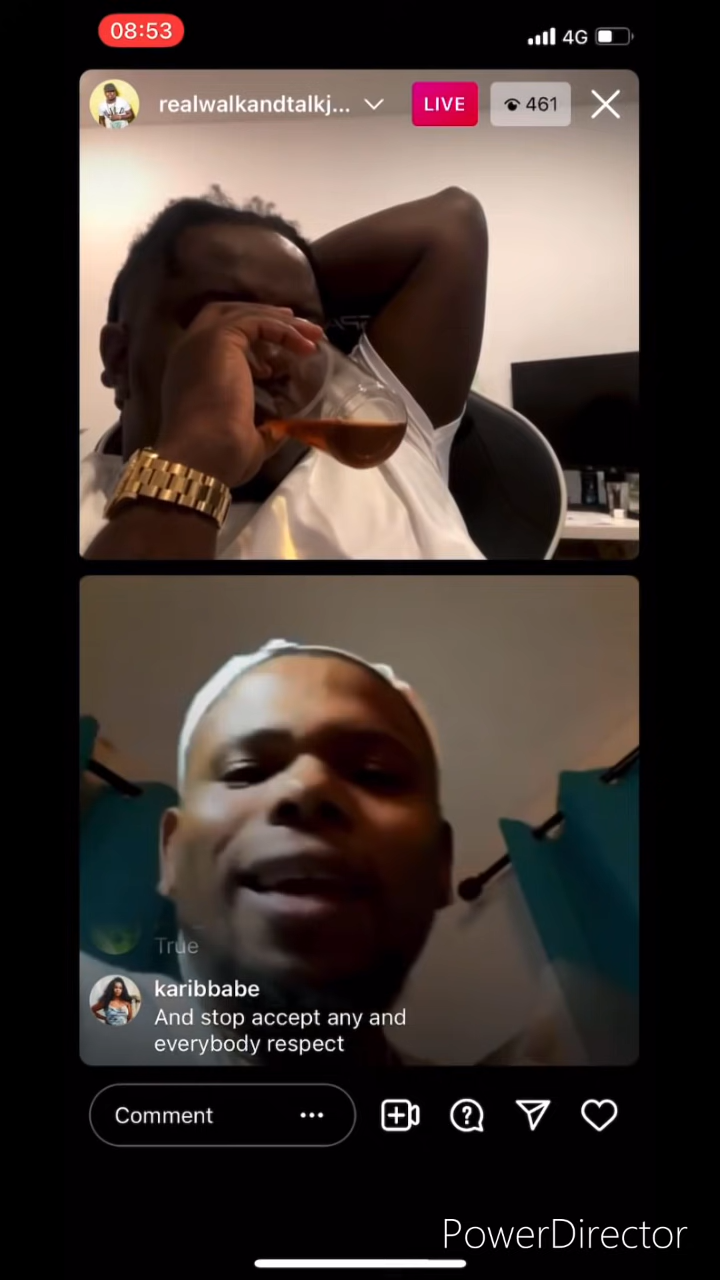 08:53
4G
realwalkandtalkj...
LIVE
461
True
karibbabe
And stop accept any and
everybody respect
Comment
PowerDirector